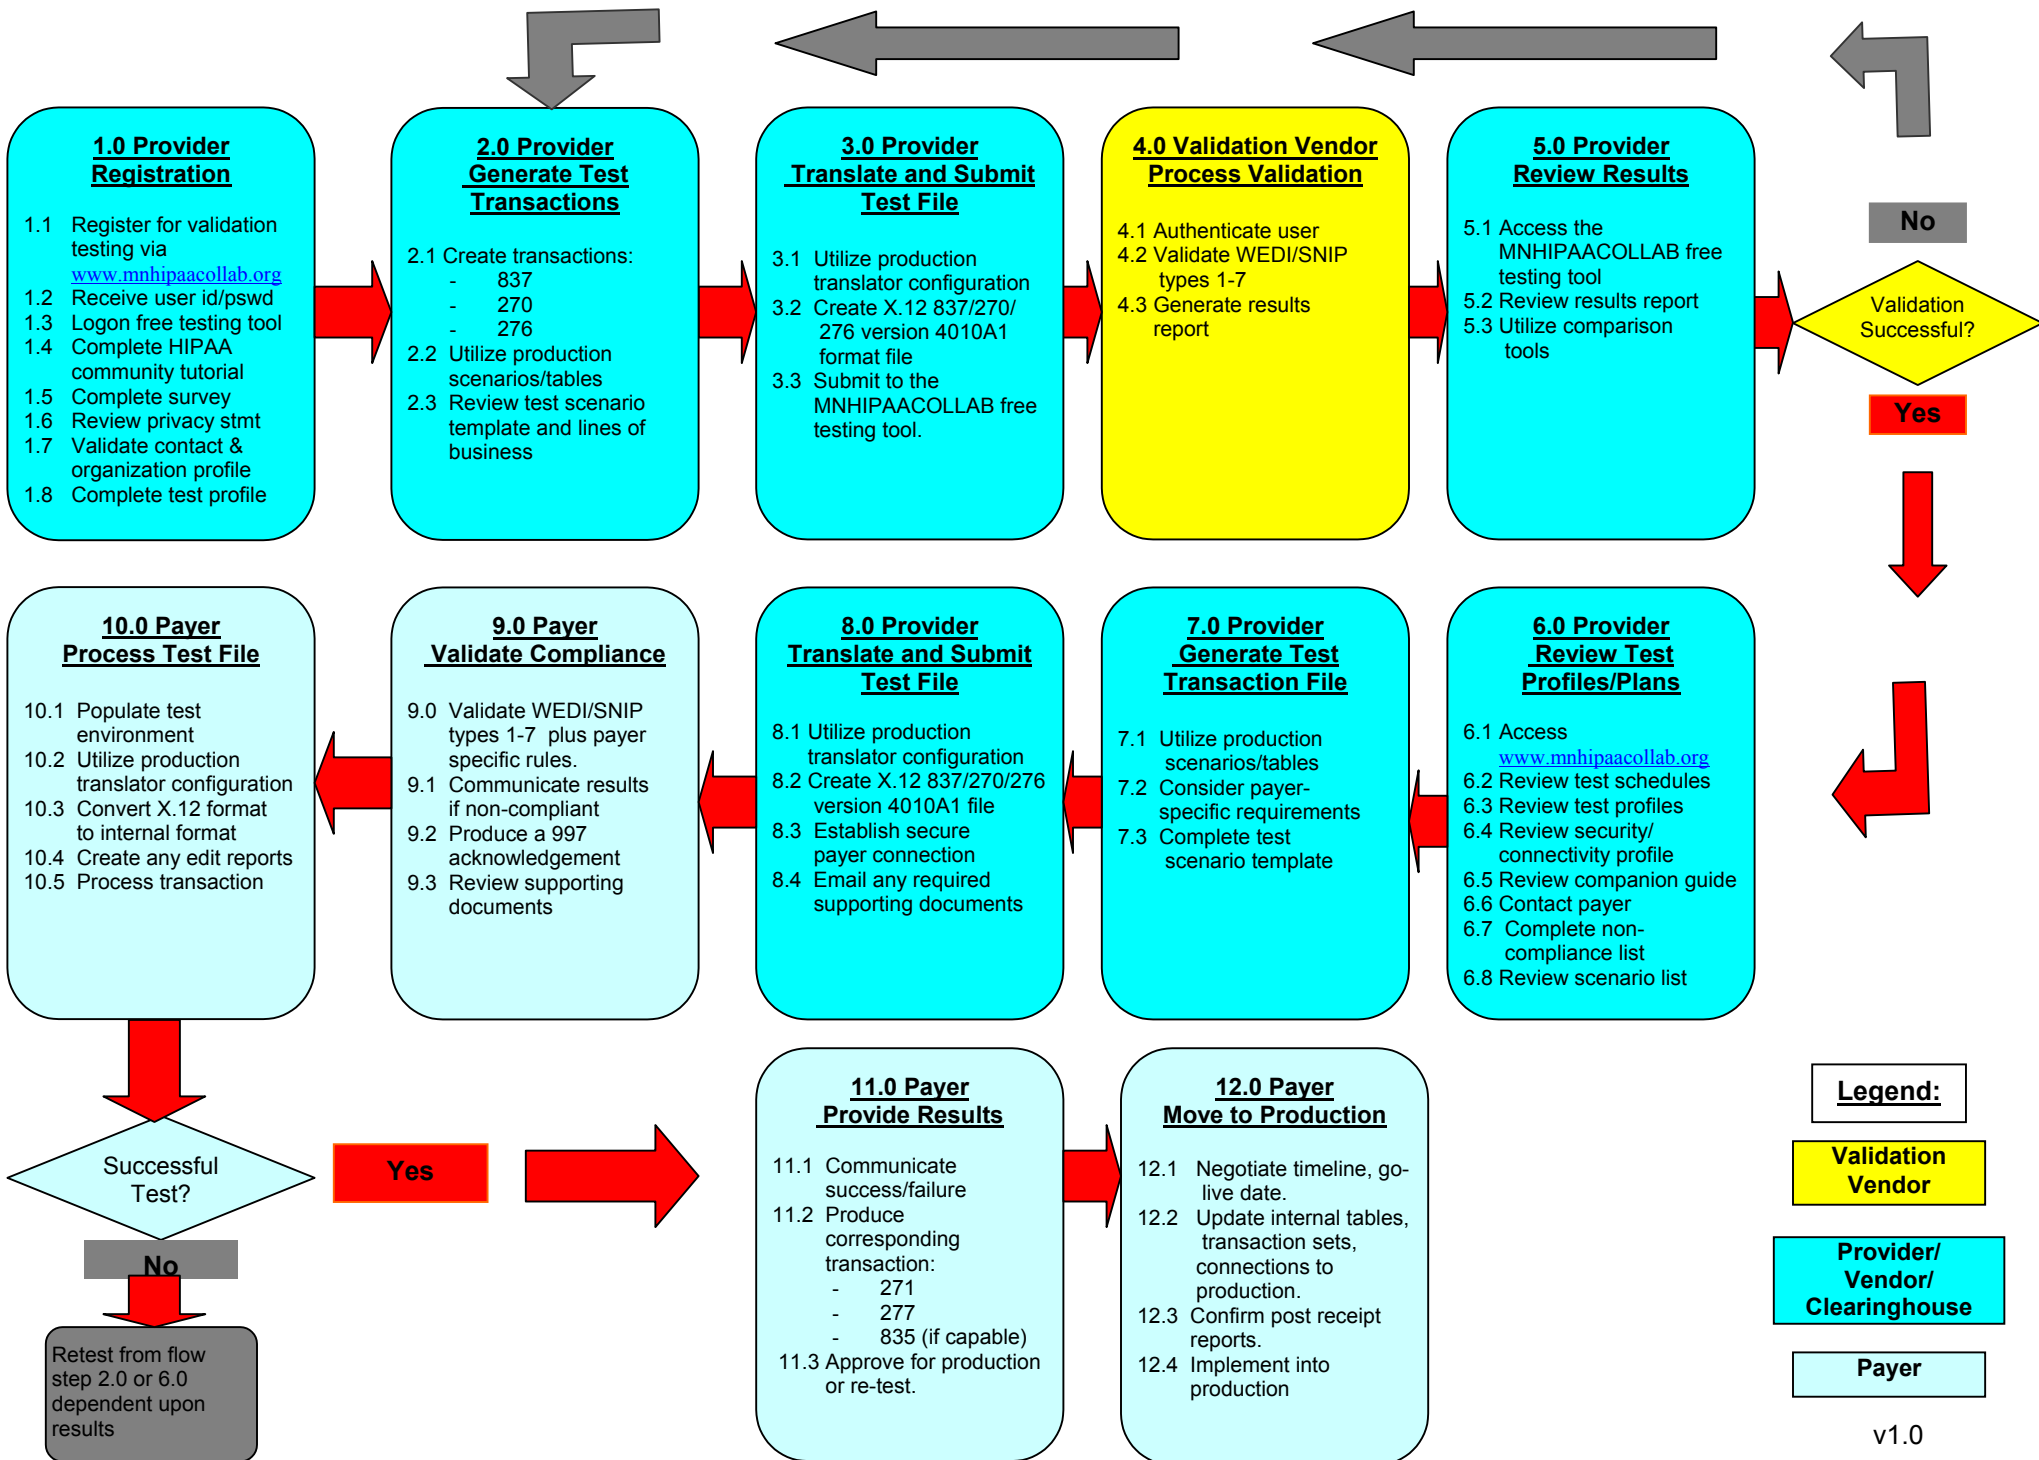 1.0 Provider
Registration
1.1 Register for validation
testing via
www.mnhipaacollab.org
1.2 Receive user id/pswd
1.3 Logon free testing tool
1.4 Complete HIPAA
community tutorial
1.5 Complete survey
1.6 Review privacy stmt
1.7 Validate contact &
organization profile
1.8 Complete test profile
2.0 Provider
Generate Test
Transactions
2.1 Create transactions:
- 837
- 270
- 276
2.2 Utilize production
scenarios/tables
2.3 Review test scenario
template and lines of
business
3.0 Provider
Translate and Submit
Test File
3.1 Utilize production
translator configuration
3.2 Create X.12 837/270/
276 version 4010A1
format file
3.3 Submit to the
MNHIPAACOLLAB free
testing tool.
4.0 Validation Vendor
Process Validation
4.1 Authenticate user
4.2 Validate WEDI/SNIP
types 1-7
4.3 Generate results
report
5.0 Provider
Review Results
5.1 Access the
MNHIPAACOLLAB free
testing tool
5.2 Review results report
5.3 Utilize comparison
tools
No
Validation
Successful?
Yes
10.0 Payer
Process Test File
10.1 Populate test
environment
10.2 Utilize production
translator configuration
10.3 Convert X.12 format
to internal format
10.4 Create any edit reports
10.5 Process transaction
9.0 Payer
Validate Compliance
9.0 Validate WEDI/SNIP
types 1-7 plus payer
specific rules.
9.1 Communicate results
if non-compliant
9.2 Produce a 997
acknowledgement
9.3 Review supporting
documents
8.0 Provider
Translate and Submit
Test File
8.1 Utilize production
translator configuration
8.2 Create X.12 837/270/276
version 4010A1 file
8.3 Establish secure
payer connection
8.4 Email any required
supporting documents
7.0 Provider
Generate Test
Transaction File
7.1 Utilize production
scenarios/tables
7.2 Consider payer-
specific requirements
7.3 Complete test
scenario template
6.0 Provider
Review Test
Profiles/Plans
6.1 Access
www.mnhipaacollab.org
6.2 Review test schedules
6.3 Review test profiles
6.4 Review security/
connectivity profile
6.5 Review companion guide
6.6 Contact payer
6.7 Complete non-
compliance list
6.8 Review scenario list
Successful
Test?
Yes
No
Retest from flow
step 2.0 or 6.0
dependent upon
results
11.0 Payer
Provide Results
11.1 Communicate
success/failure
11.2 Produce
corresponding
transaction:
- 271
- 277
- 835 (if capable)
11.3 Approve for production
or re-test.
12.0 Payer
Move to Production
12.1 Negotiate timeline, go-
live date.
12.2 Update internal tables,
transaction sets,
connections to
production.
12.3 Confirm post receipt
reports.
12.4 Implement into
production
Legend:
Validation
Vendor
Provider/
Vendor/
Clearinghouse
Payer
v1.0